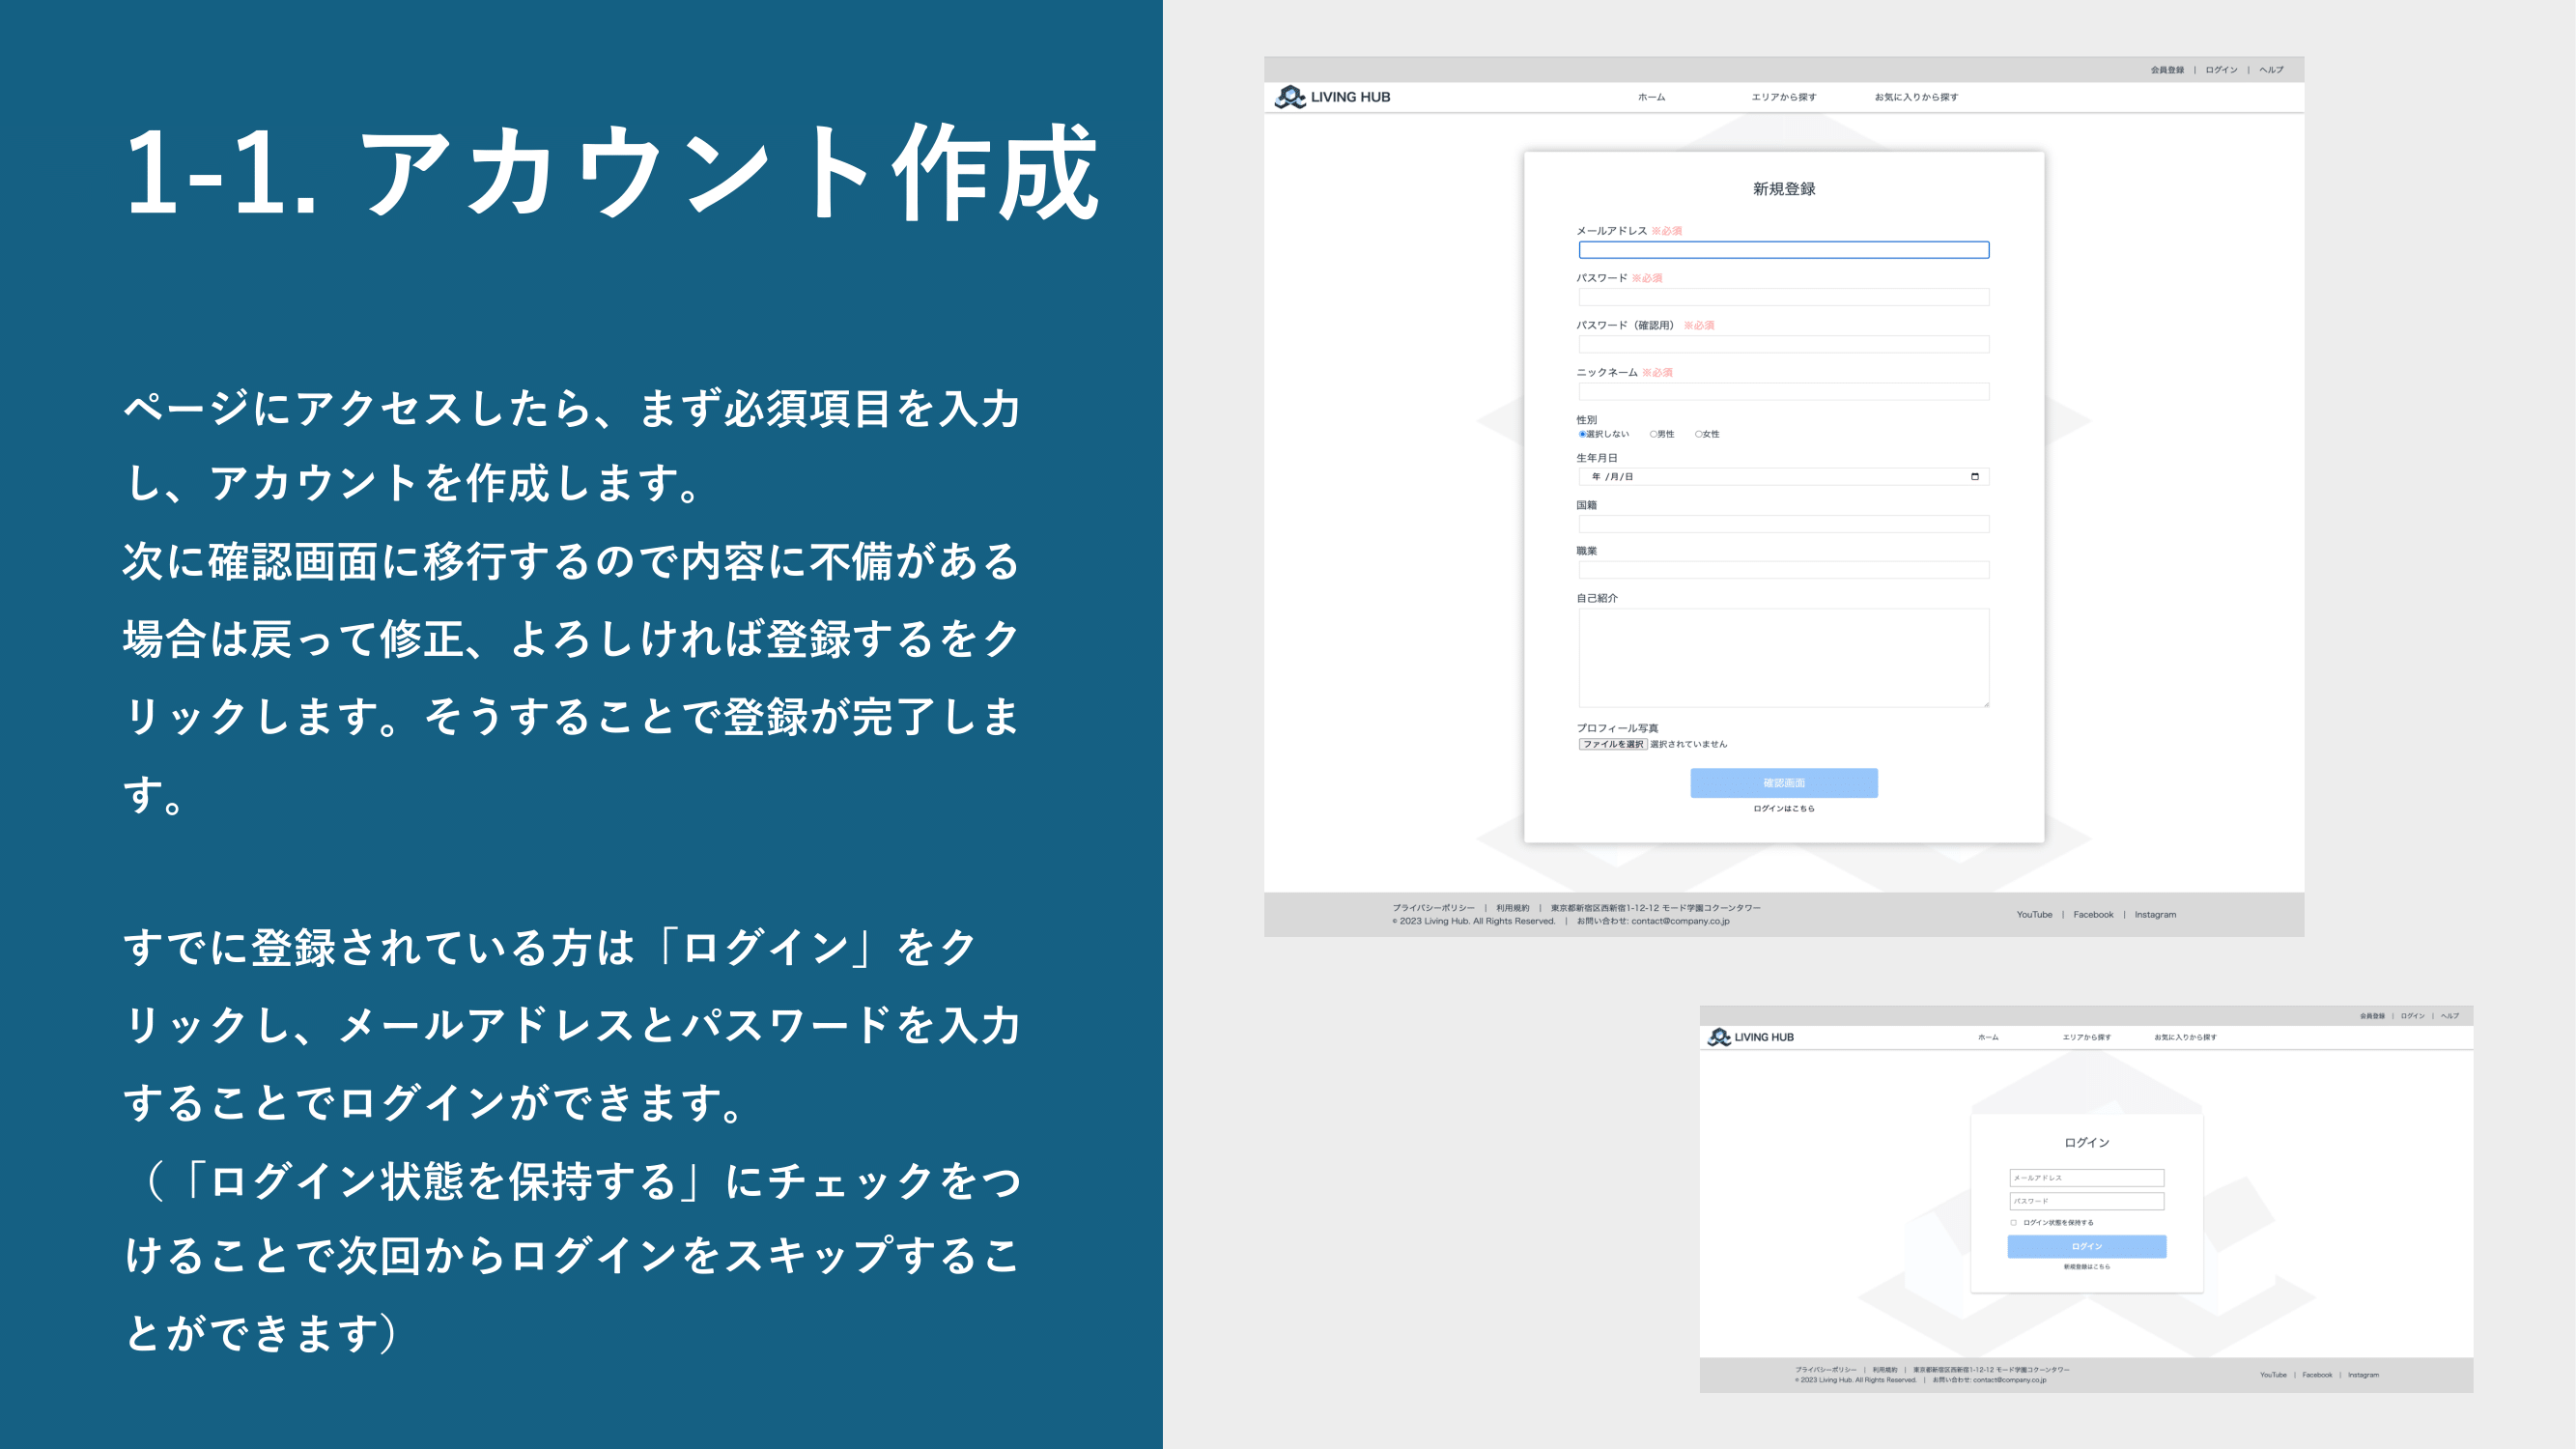 1-1. アカウント作成
ページにアクセスしたら、まず必須項目を入力
し、アカウントを作成します。
次に確認画面に移行するので内容に不備がある
場合は戻って修正、よろしければ登録するをク
リックします。そうすることで登録が完了しま
す。
すでに登録されている方は「ログイン」をク
リックし、メールアドレスとパスワードを入力
することでログインができます。
（「ログイン状態を保持する」にチェックをつ
けることで次回からログインをスキップするこ
とができます）
会員登録 | ログイン | ヘルプ
LIVING HUB ホーム エリアから探す お気に入りから探す
新規登録
メールアドレス ※必須
パスワード ※必須
パスワード（確認用） ※必須
ニックネーム ※必須
性別
選択しない 男性 女性
生年月日
年 /月/日
国籍
職業
自己紹介
プロフィール写真
ファイルを選択 選択されていません
確認画面
ログインはこちら
プライバシーポリシー | 利用規約 | 東京都新宿区西新宿1-12-12 モード学園コクーンタワー
© 2023 Living Hub. All Rights Reserved. | お問い合わせ: contact@company.co.jp
YouTube | Facebook | Instagram
会員登録 | ログイン | ヘルプ
LIVING HUB ホーム エリアから探す お気に入りから探す
ログイン
メールアドレス
パスワード
ログイン状態を保持する
ログイン
新規登録はこちら
プライバシーポリシー | 利用規約 | 東京都新宿区西新宿1-12-12 モード学園コクーンタワー
© 2023 Living Hub. All Rights Reserved. | お問い合わせ: contact@company.co.jp
YouTube | Facebook | Instagram